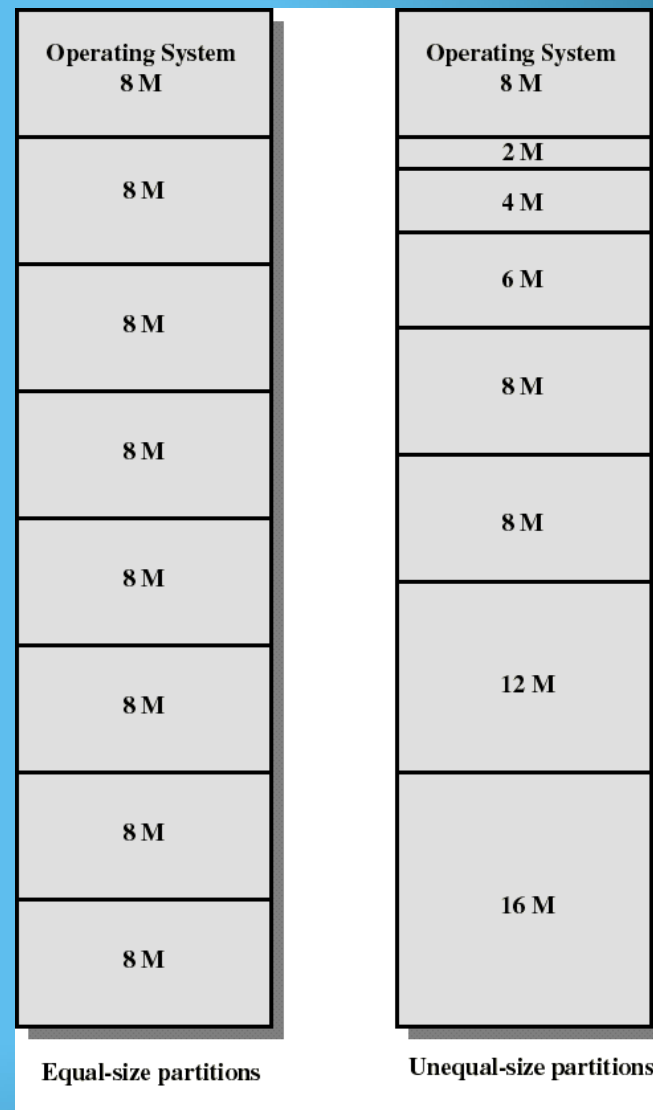 Operating System
8 M
8 M
8 M
8 M
8 M
8 M
8 M
8 M
Equal-size partitions
Operating System
8 M
2 M
4 M
6 M
8 M
8 M
12 M
16 M
Unequal-size partitions